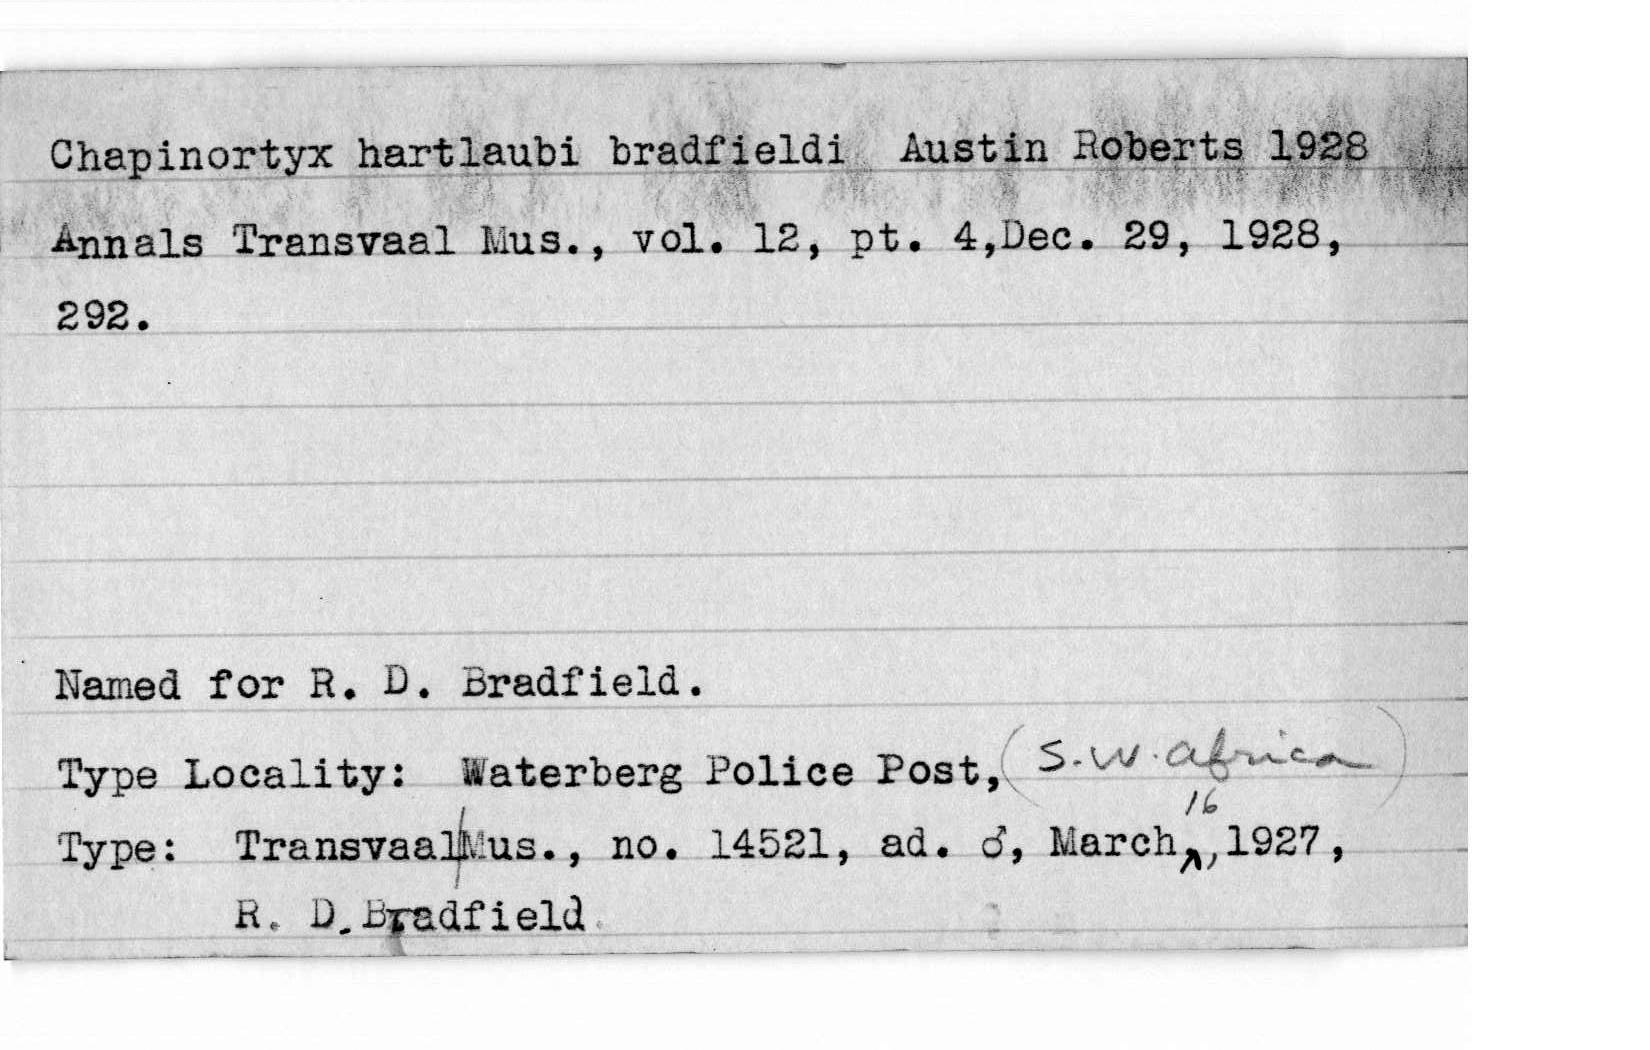 Chapinortyx hartlaubi bradfieldi Austin Roberts 1928
Annals Transvaal Mus., vol. 12, pt. 4,Dec. 29, 1928,
292.
Named for R. D. Bradfield.
Type Locality: Waterberg Police Post, (S.W. Africa)
Type: Transvaal Mus., no. 14521, ad. ♂, March 16, 1927,
R. D. Bradfield